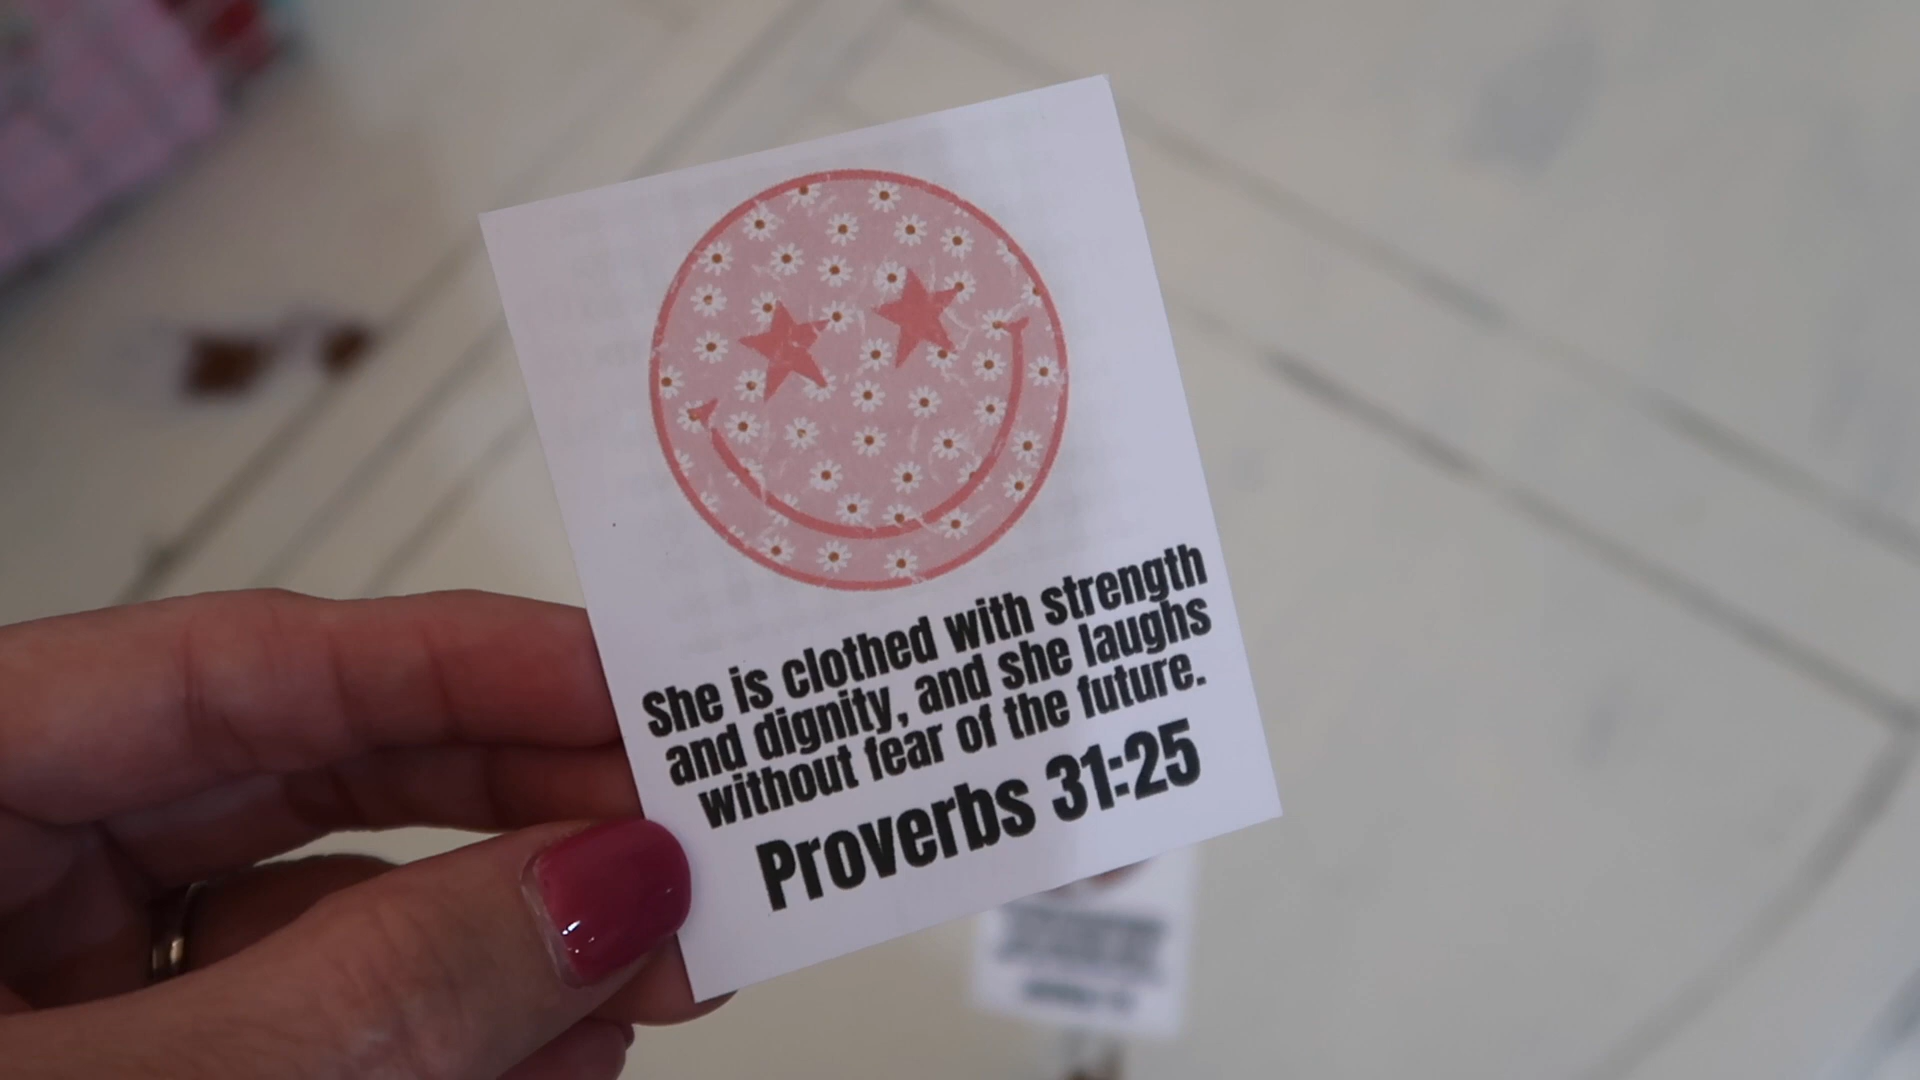 She is clothed with strength
and dignity, and she laughs
without fear of the future.
Proverbs 31:25